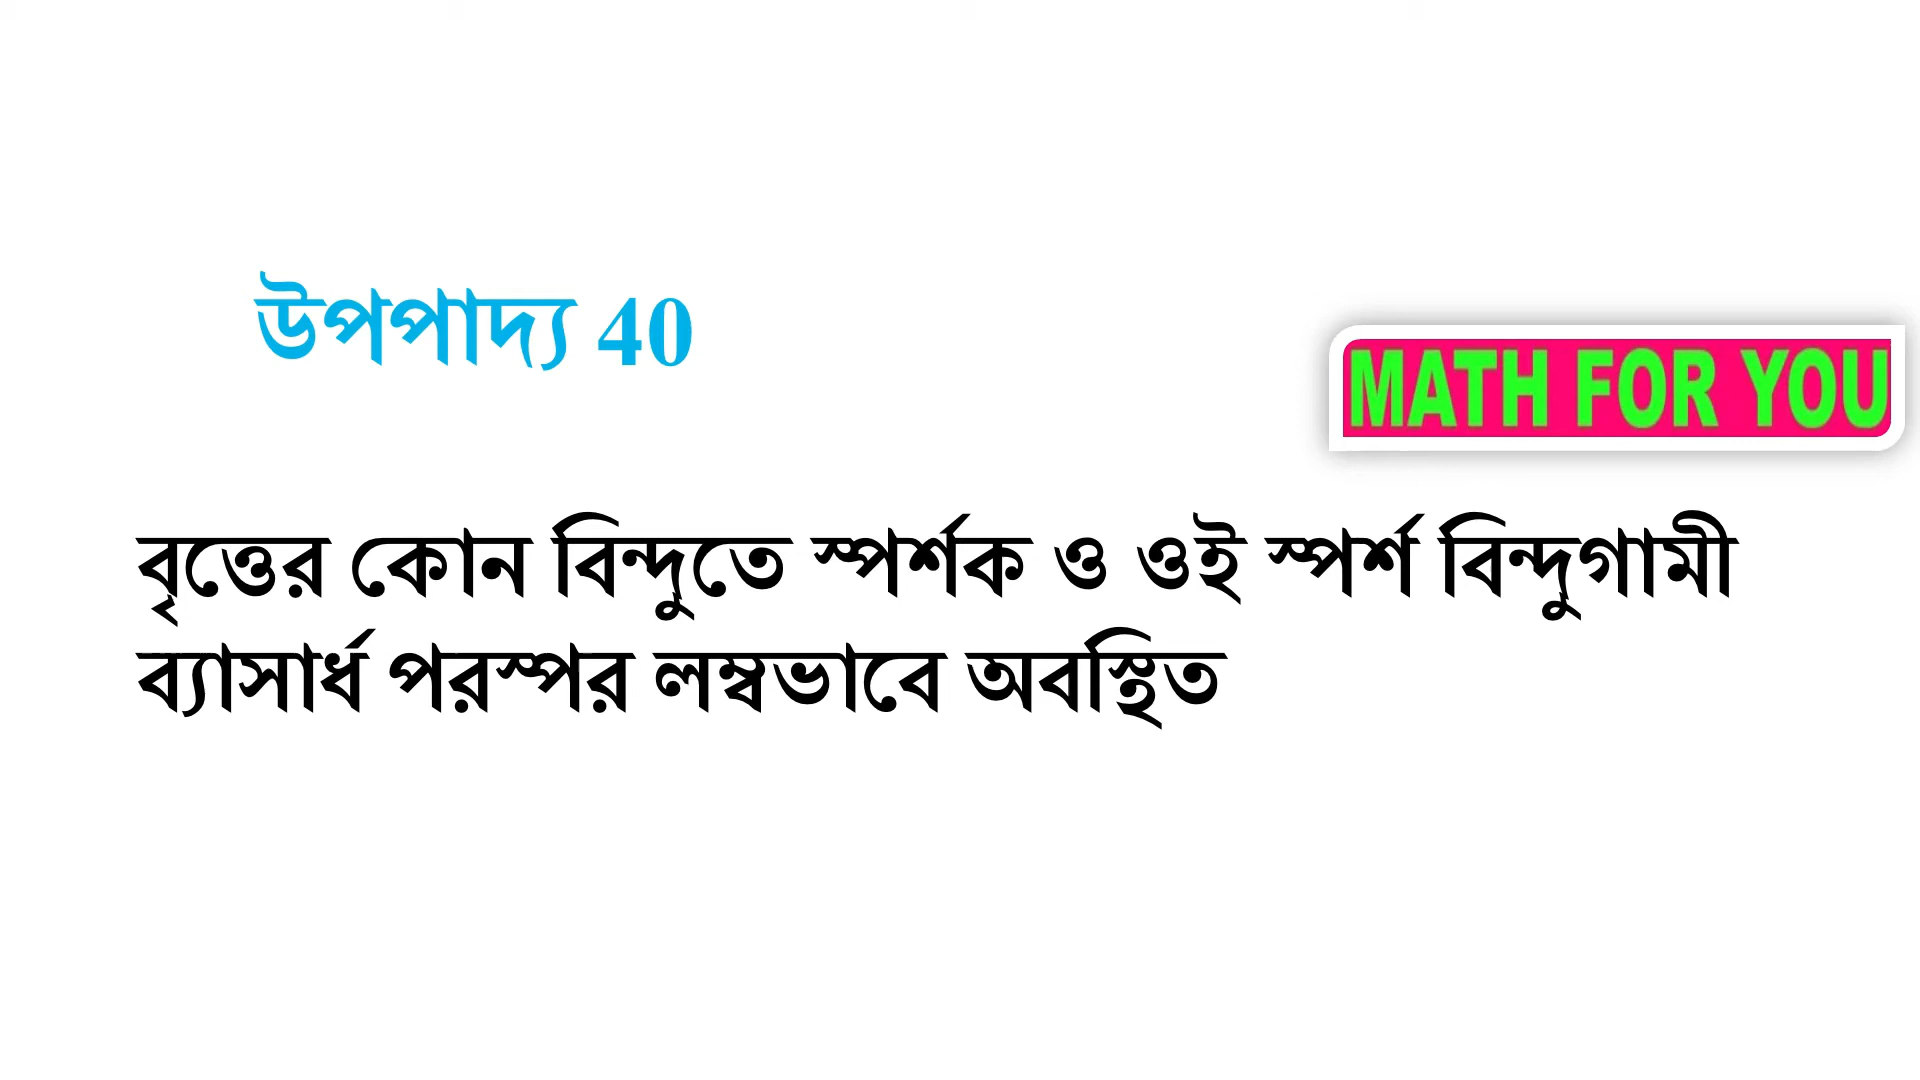 উপপাদ্য 40
MATH FOR YOU
বৃত্তের কোন বিন্দুতে স্পর্শক ও ওই স্পর্শ বিন্দুগামী
ব্যাসার্ধ পরস্পর লম্বভাবে অবস্থিত